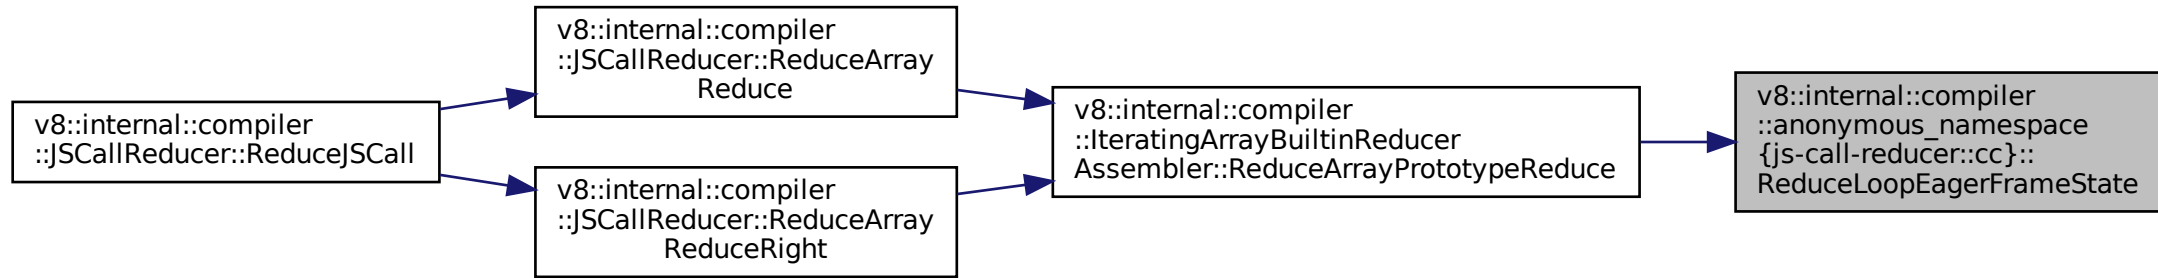 v8::internal::compiler
::JSCallReducer::ReduceJSCall
v8::internal::compiler
::JSCallReducer::ReduceArray
Reduce
v8::internal::compiler
::JSCallReducer::ReduceArray
ReduceRight
v8::internal::compiler
::IteratingArrayBuiltinReducer
Assembler::ReduceArrayPrototypeReduce
v8::internal::compiler
::anonymous_namespace
{js-call-reducer::cc}::
ReduceLoopEagerFrameState